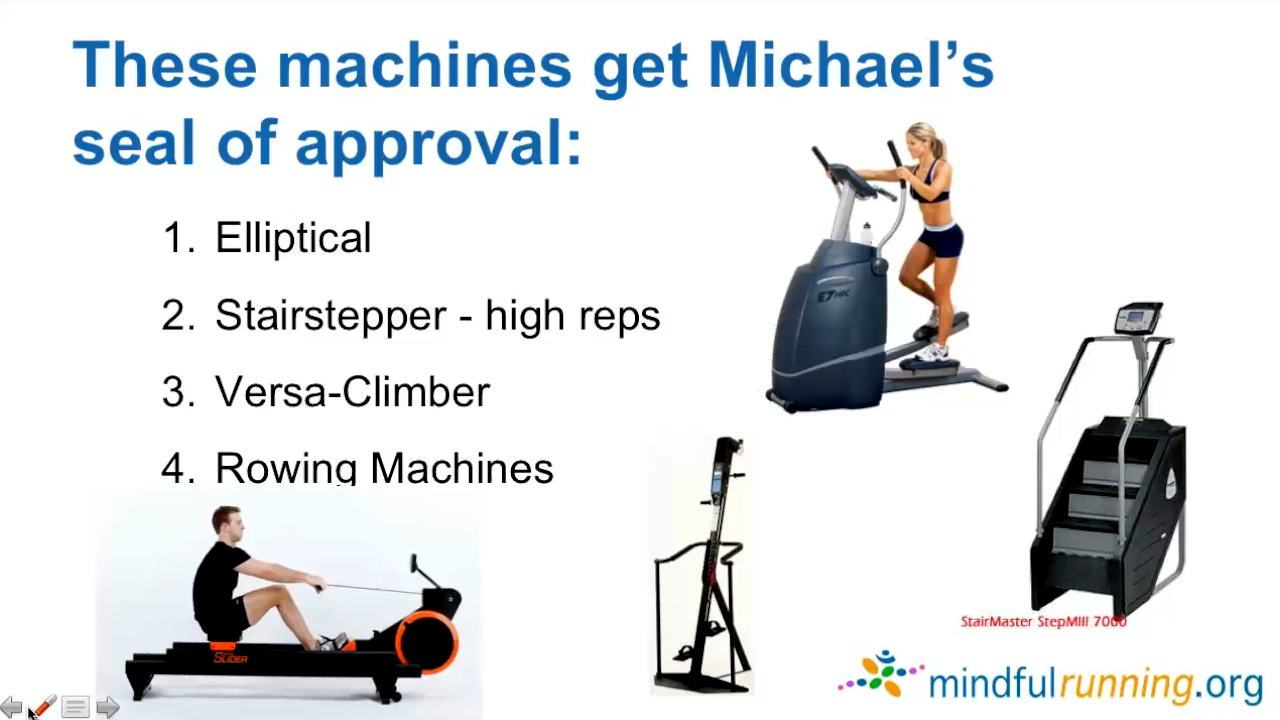 These machines get Michael’s
seal of approval:
1. Elliptical
2. Stairstepper - high reps
3. Versa-Climber
4. Rowing Machines
E7
SLIDER
StairMaster StepMill 7000
mindfulrunning.org